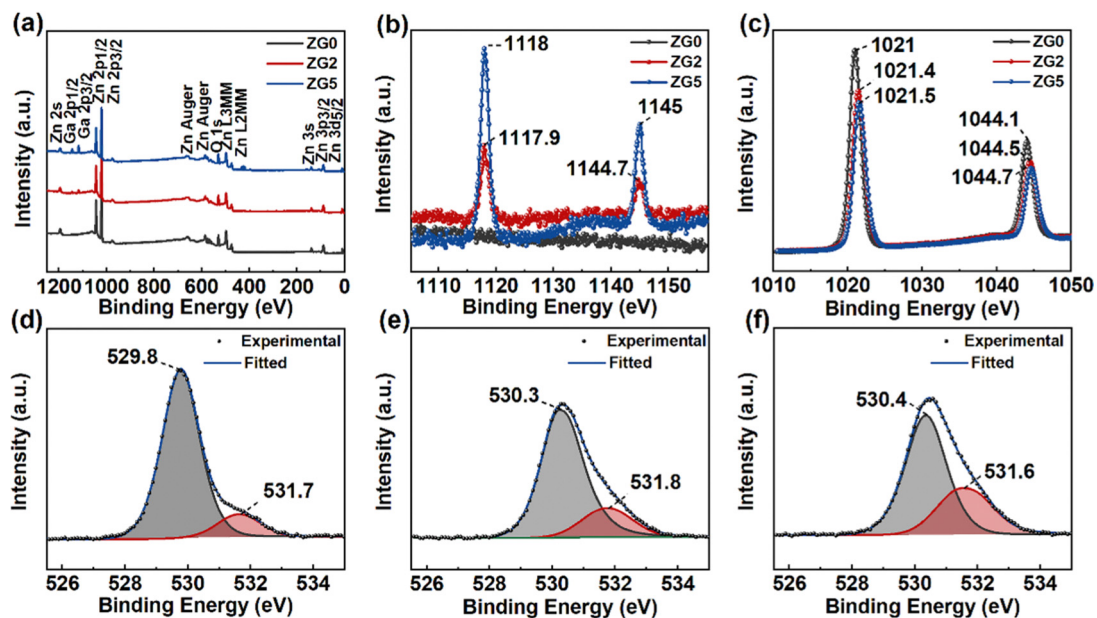 (a)
Zn 2s
Ga 2p1/2
Ga 2p3/2
Zn 2p1/2
Zn 2p3/2
Zn Auger
Zn Auger
O 1s
Zn L3MM
Zn L2MM
Zn 3s
Zn 3p3/2
Zn 3p5/2
ZG0
ZG2
ZG5
Intensity (a.u.)
1200 1000 800 600 400 200 0
Binding Energy (eV)
(b)
1118
1117.9
1145
1144.7
ZG0
ZG2
ZG5
Intensity (a.u.)
1110 1120 1130 1140 1150
Binding Energy (eV)
(c)
1021
1021.4
1021.5
1044.1
1044.5
1044.7
ZG0
ZG2
ZG5
Intensity (a.u.)
1010 1020 1030 1040 1050
Binding Energy (eV)
(d)
529.8
531.7
Experimental
Fitted
Intensity (a.u.)
526 528 530 532 534
Binding Energy (eV)
(e)
530.3
531.8
Experimental
Fitted
Intensity (a.u.)
526 528 530 532 534
Binding Energy (eV)
(f)
530.4
531.6
Experimental
Fitted
Intensity (a.u.)
526 528 530 532 534
Binding Energy (eV)